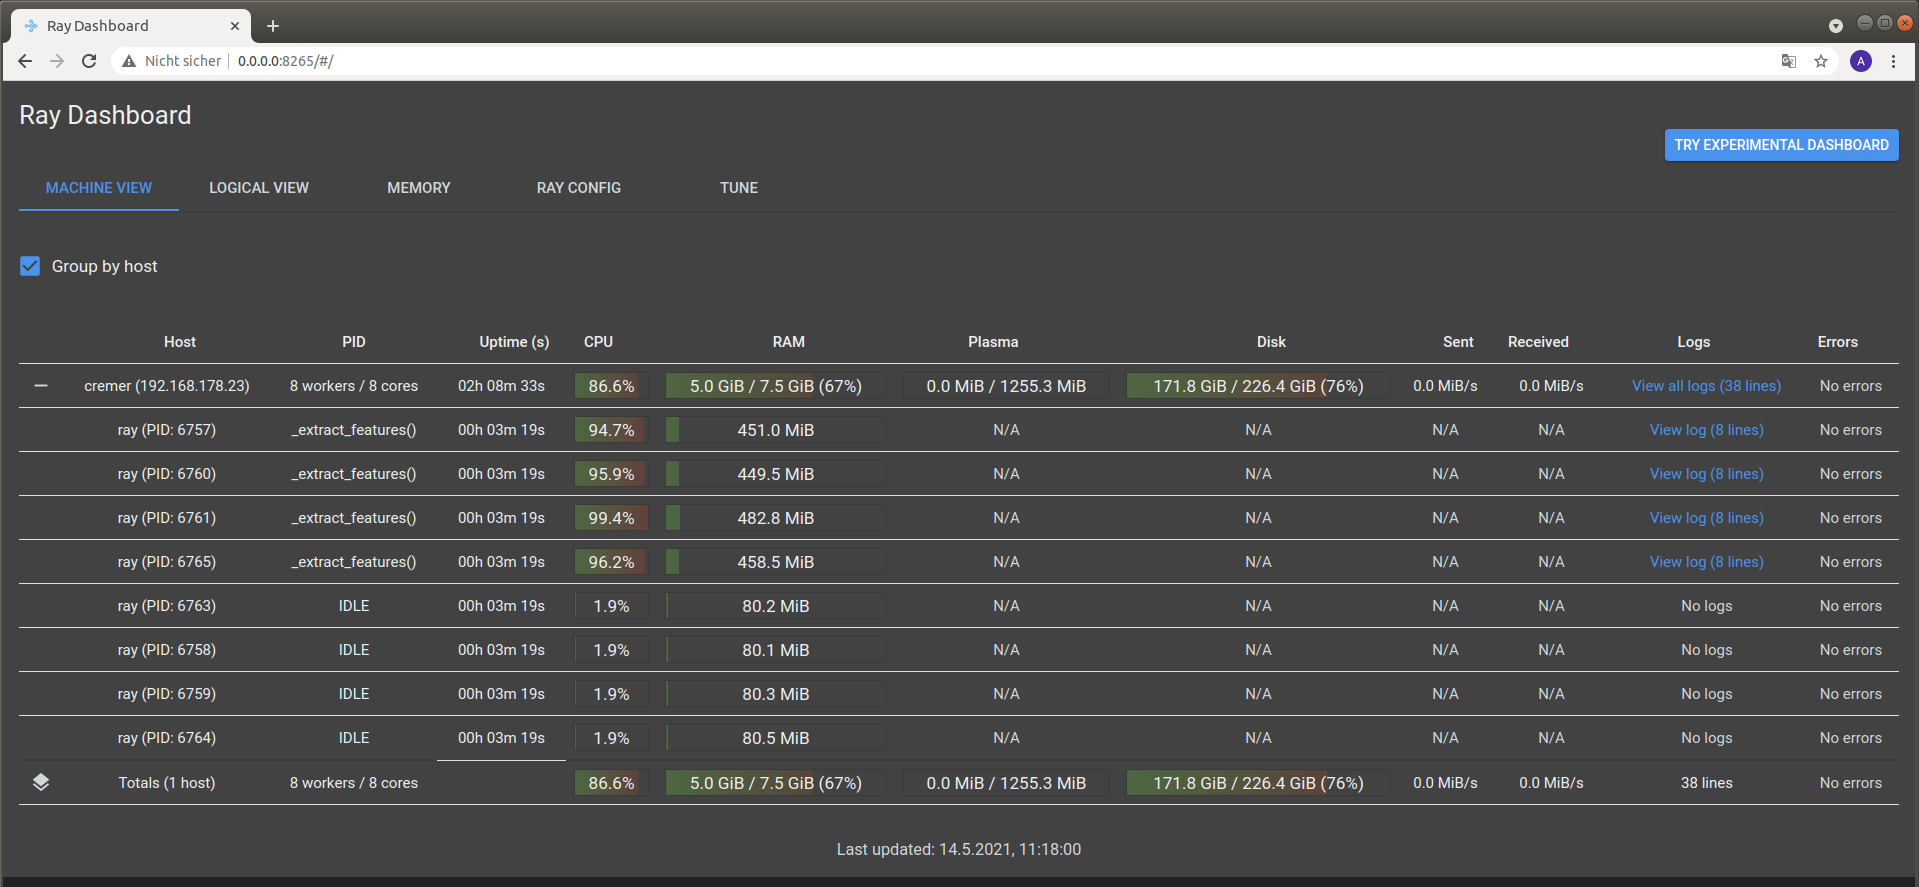 Ray Dashboard
Nicht sicher 0.0.0.0:8265/#/ A
Ray Dashboard
TRY EXPERIMENTAL DASHBOARD
MACHINE VIEW LOGICAL VIEW MEMORY RAY CONFIG TUNE
Group by host
Host PID Uptime (s) CPU RAM Plasma Disk Sent Received Logs Errors
cremer (192.168.178.23) 8 workers / 8 cores 02h 08m 33s 86.6% 5.0 GiB / 7.5 GiB (67%) 0.0 MiB / 1255.3 MiB 171.8 GiB / 226.4 GiB (76%) 0.0 MiB/s 0.0 MiB/s View all logs (38 lines) No errors
ray (PID: 6757) _extract_features() 00h 03m 19s 94.7% 451.0 MiB N/A N/A N/A N/A View log (8 lines) No errors
ray (PID: 6760) _extract_features() 00h 03m 19s 95.9% 449.5 MiB N/A N/A N/A N/A View log (8 lines) No errors
ray (PID: 6761) _extract_features() 00h 03m 19s 99.4% 482.8 MiB N/A N/A N/A N/A View log (8 lines) No errors
ray (PID: 6765) _extract_features() 00h 03m 19s 96.2% 458.5 MiB N/A N/A N/A N/A View log (8 lines) No errors
ray (PID: 6763) IDLE 00h 03m 19s 1.9% 80.2 MiB N/A N/A N/A N/A No logs No errors
ray (PID: 6758) IDLE 00h 03m 19s 1.9% 80.1 MiB N/A N/A N/A N/A No logs No errors
ray (PID: 6759) IDLE 00h 03m 19s 1.9% 80.3 MiB N/A N/A N/A N/A No logs No errors
ray (PID: 6764) IDLE 00h 03m 19s 1.9% 80.5 MiB N/A N/A N/A N/A No logs No errors
Totals (1 host) 8 workers / 8 cores 86.6% 5.0 GiB / 7.5 GiB (67%) 0.0 MiB / 1255.3 MiB 171.8 GiB / 226.4 GiB (76%) 0.0 MiB/s 0.0 MiB/s 38 lines No errors
Last updated: 14.5.2021, 11:18:00